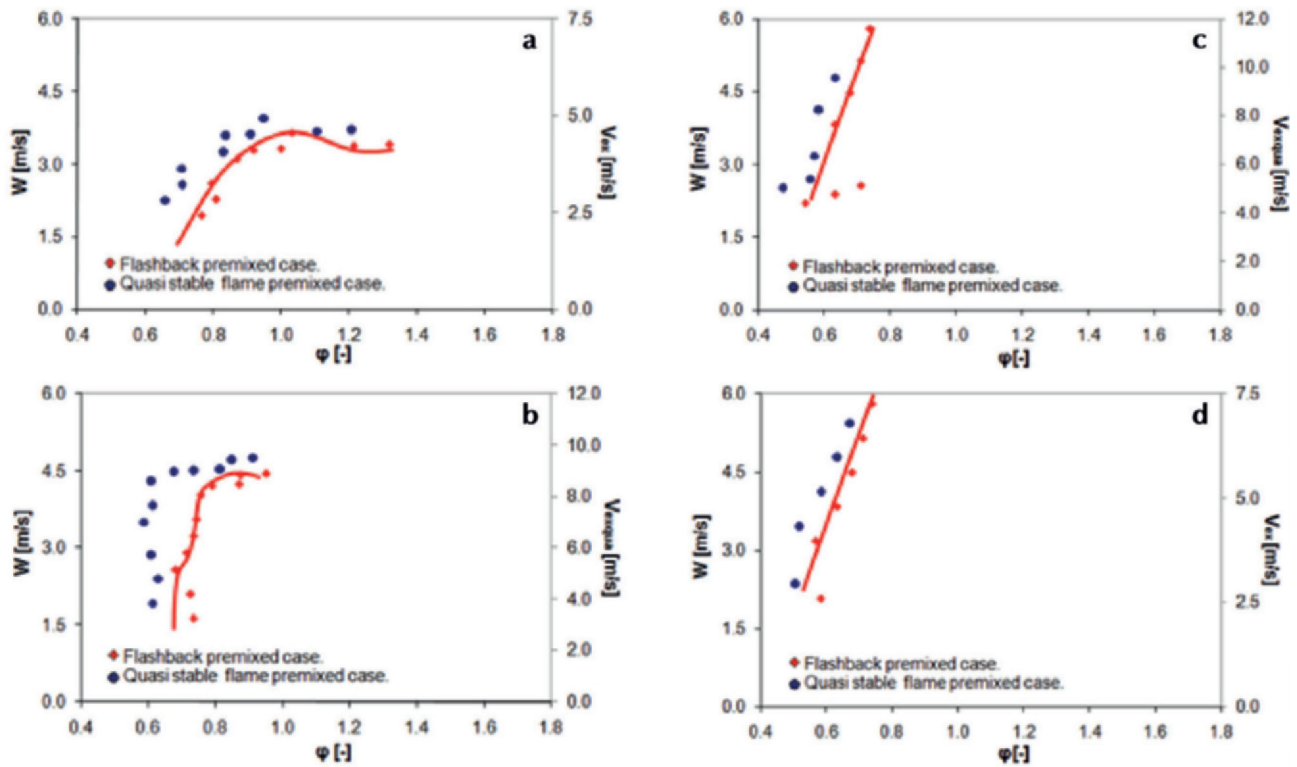 a
6.0
4.5
3.0
1.5
0.0
W [m/s]
7.5
5.0
2.5
0.0
Vex [m/s]
Flashback premixed case.
Quasi stable flame premixed case.
0.4 0.6 0.8 1.0 1.2 1.4 1.6 1.8
φ [-]
c
6.0
4.5
3.0
1.5
0.0
W [m/s]
12.0
10.0
8.0
6.0
4.0
2.0
0.0
Vexqua [m/s]
Flashback premixed case.
Quasi stable flame premixed case.
0.4 0.6 0.8 1.0 1.2 1.4 1.6 1.8
φ[-]
b
6.0
4.5
3.0
1.5
0.0
W [m/s]
12.0
10.0
8.0
6.0
4.0
2.0
0.0
Vexqua [m/s]
Flashback premixed case.
Quasi stable flame premixed case.
0.4 0.6 0.8 1.0 1.2 1.4 1.6 1.8
φ [-]
d
6.0
4.5
3.0
1.5
0.0
W [m/s]
7.5
5.0
2.5
0.0
Vex [m/s]
Flashback premixed case.
Quasi stable flame premixed case.
0.4 0.6 0.8 1.0 1.2 1.4 1.6 1.8
φ[-]